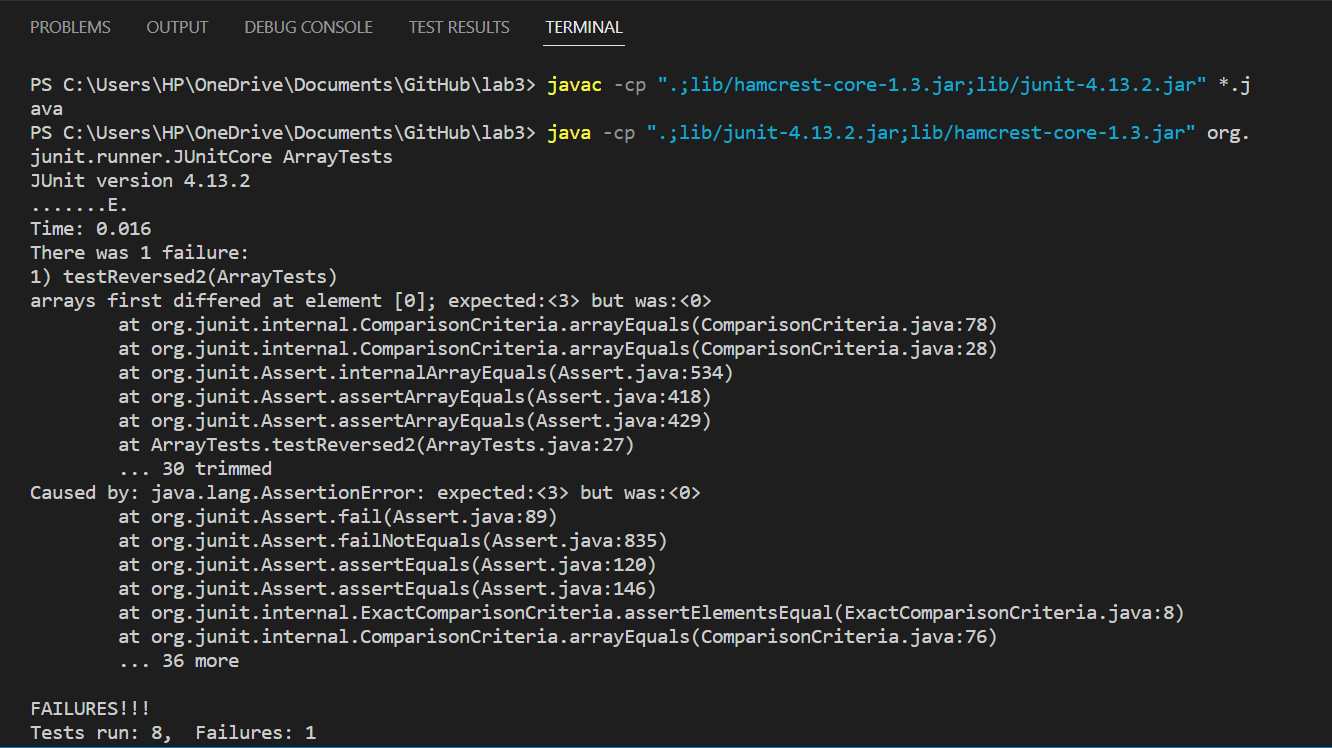 PROBLEMS OUTPUT DEBUG CONSOLE TEST RESULTS TERMINAL
PS C:\Users\HP\OneDrive\Documents\GitHub\lab3> javac -cp ".;lib/hamcrest-core-1.3.jar;lib/junit-4.13.2.jar" *.j
ava
PS C:\Users\HP\OneDrive\Documents\GitHub\lab3> java -cp ".;lib/junit-4.13.2.jar;lib/hamcrest-core-1.3.jar" org.
junit.runner.JUnitCore ArrayTests
JUnit version 4.13.2
.......E.
Time: 0.016
There was 1 failure:
1) testReversed2(ArrayTests)
arrays first differed at element [0]; expected:<3> but was:<0>
        at org.junit.internal.ComparisonCriteria.arrayEquals(ComparisonCriteria.java:78)
        at org.junit.internal.ComparisonCriteria.arrayEquals(ComparisonCriteria.java:28)
        at org.junit.Assert.internalArrayEquals(Assert.java:534)
        at org.junit.Assert.assertArrayEquals(Assert.java:418)
        at org.junit.Assert.assertArrayEquals(Assert.java:429)
        at ArrayTests.testReversed2(ArrayTests.java:27)
        ... 30 trimmed
Caused by: java.lang.AssertionError: expected:<3> but was:<0>
        at org.junit.Assert.fail(Assert.java:89)
        at org.junit.Assert.failNotEquals(Assert.java:835)
        at org.junit.Assert.assertEquals(Assert.java:120)
        at org.junit.Assert.assertEquals(Assert.java:146)
        at org.junit.internal.ExactComparisonCriteria.assertElementsEqual(ExactComparisonCriteria.java:8)
        at org.junit.internal.ComparisonCriteria.arrayEquals(ComparisonCriteria.java:76)
        ... 36 more
FAILURES!!!
Tests run: 8,  Failures: 1